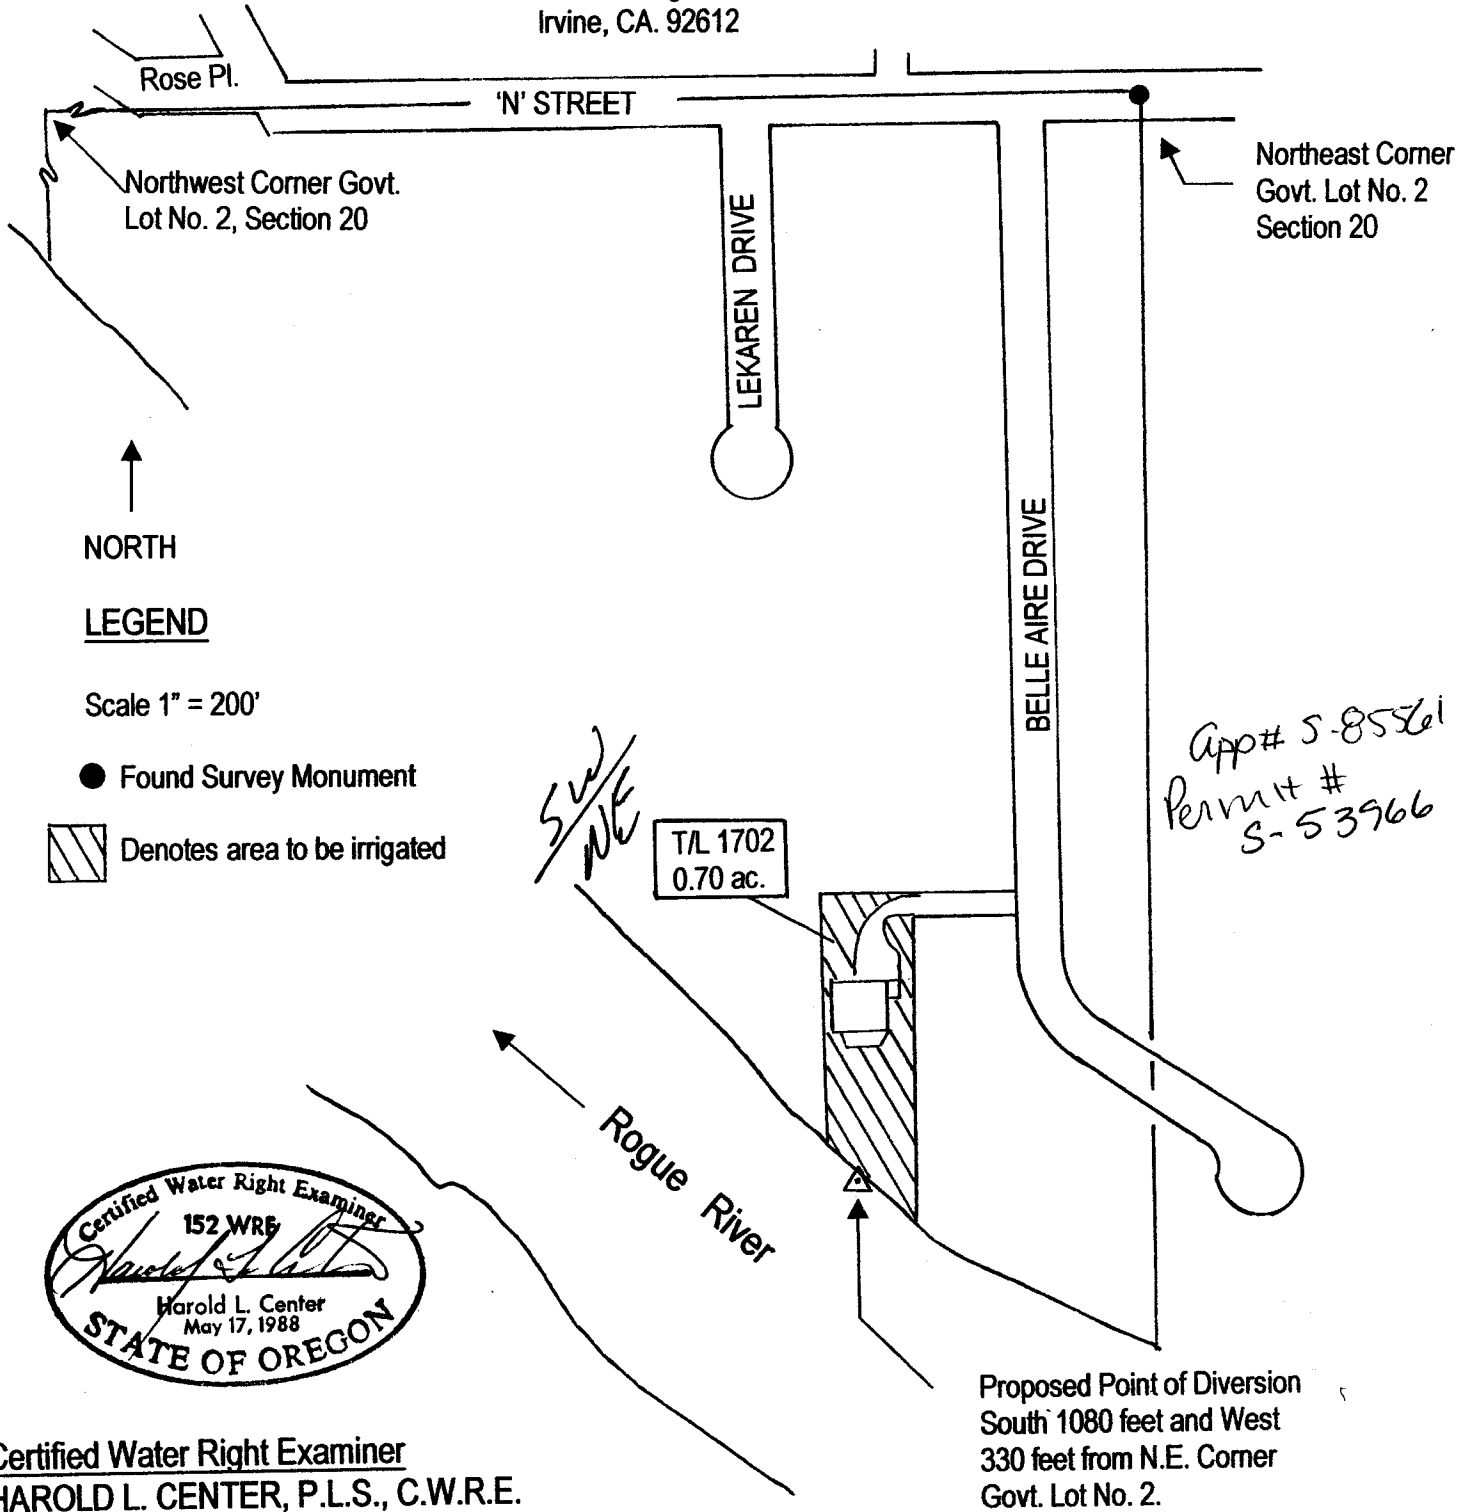 Irvine, CA. 92612
Rose Pl.
'N' STREET
Northwest Corner Govt.
Lot No. 2, Section 20
Northeast Corner
Govt. Lot No. 2
Section 20
LEKAREN DRIVE
BELLE AIRE DRIVE
NORTH
LEGEND
Scale 1" = 200'
Found Survey Monument
Denotes area to be irrigated
SW
NE
T/L 1702
0.70 ac.
App# S-85561
Permit #
S-53966
Rogue River
Certified Water Right Examiner
152 WRE
Harold L. Center
May 17, 1988
STATE OF OREGON
Proposed Point of Diversion
South 1080 feet and West
330 feet from N.E. Corner
Govt. Lot No. 2.
Certified Water Right Examiner
HAROLD L. CENTER, P.L.S., C.W.R.E.